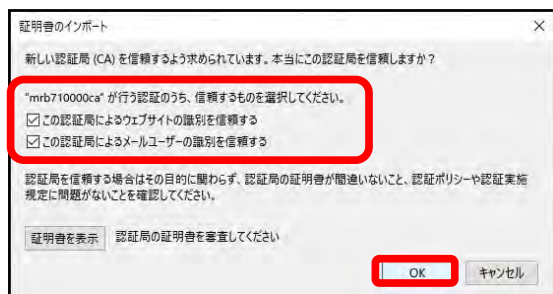 証明書のインポート
新しい認証局 (CA) を信頼するよう求められています。本当にこの認証局を信頼しますか？
"mrb710000ca" が行う認証のうち、信頼するものを選択してください。
この認証局によるウェブサイトの識別を信頼する
この認証局によるメールユーザーの識別を信頼する
認証局を信頼する場合はその目的に関わらず、認証局の証明書が間違いないこと、認証ポリシーや認証実施
規定に問題がないことを確認してください。
証明書を表示 認証局の証明書を審査してください
OK キャンセル